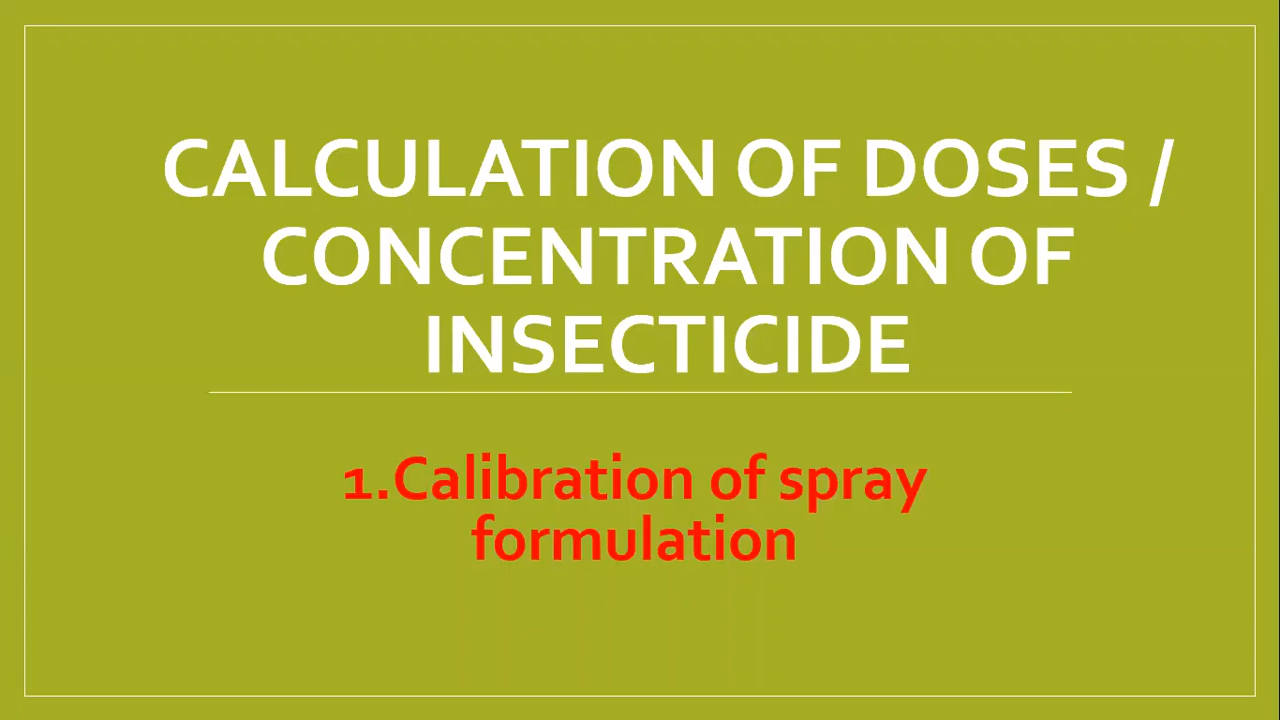 CALCULATION OF DOSES /
CONCENTRATION OF
INSECTICIDE
1.Calibration of spray
formulation